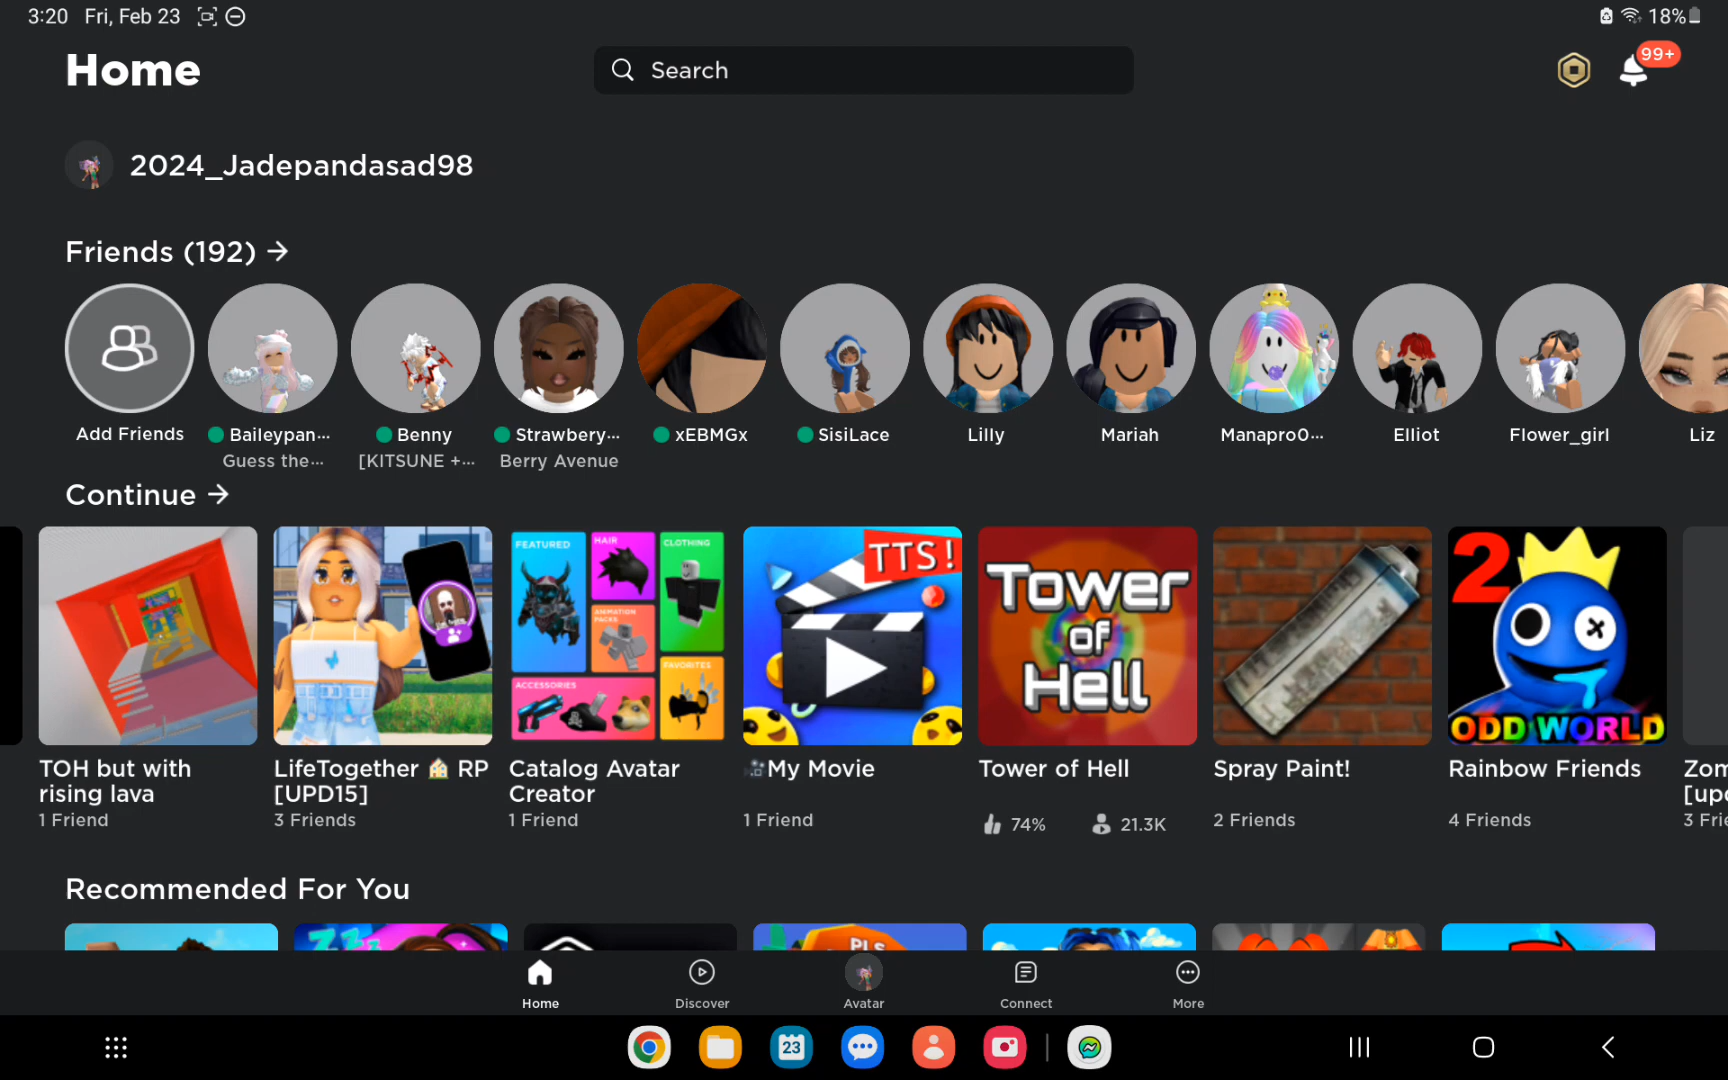 3:20 Fri, Feb 23
18%
Home
Search
99+
2024_Jadepandasad98
Friends (192) →
Add Friends
Baileypan...
Benny
Strawbery...
xEBMGx
SisiLace
Lilly
Mariah
Manapro0...
Elliot
Flower_girl
Liz
Guess the...
[KITSUNE +...
Berry Avenue
Continue →
FEATURED
HAIR
CLOTHING
ANIMATION
PACKS
FAVORITES
ACCESSORIES
TTS!
Tower
of
Hell
2
ODD WORLD
TOH but with
rising lava
1 Friend
LifeTogether 🏠 RP
[UPD15]
3 Friends
Catalog Avatar
Creator
1 Friend
🎥My Movie
1 Friend
Tower of Hell
74%
21.3K
Spray Paint!
2 Friends
Rainbow Friends
4 Friends
Zom
[upd
3 Frie
Recommended For You
ZZZ
PLS
Home
Discover
Avatar
Connect
More
23